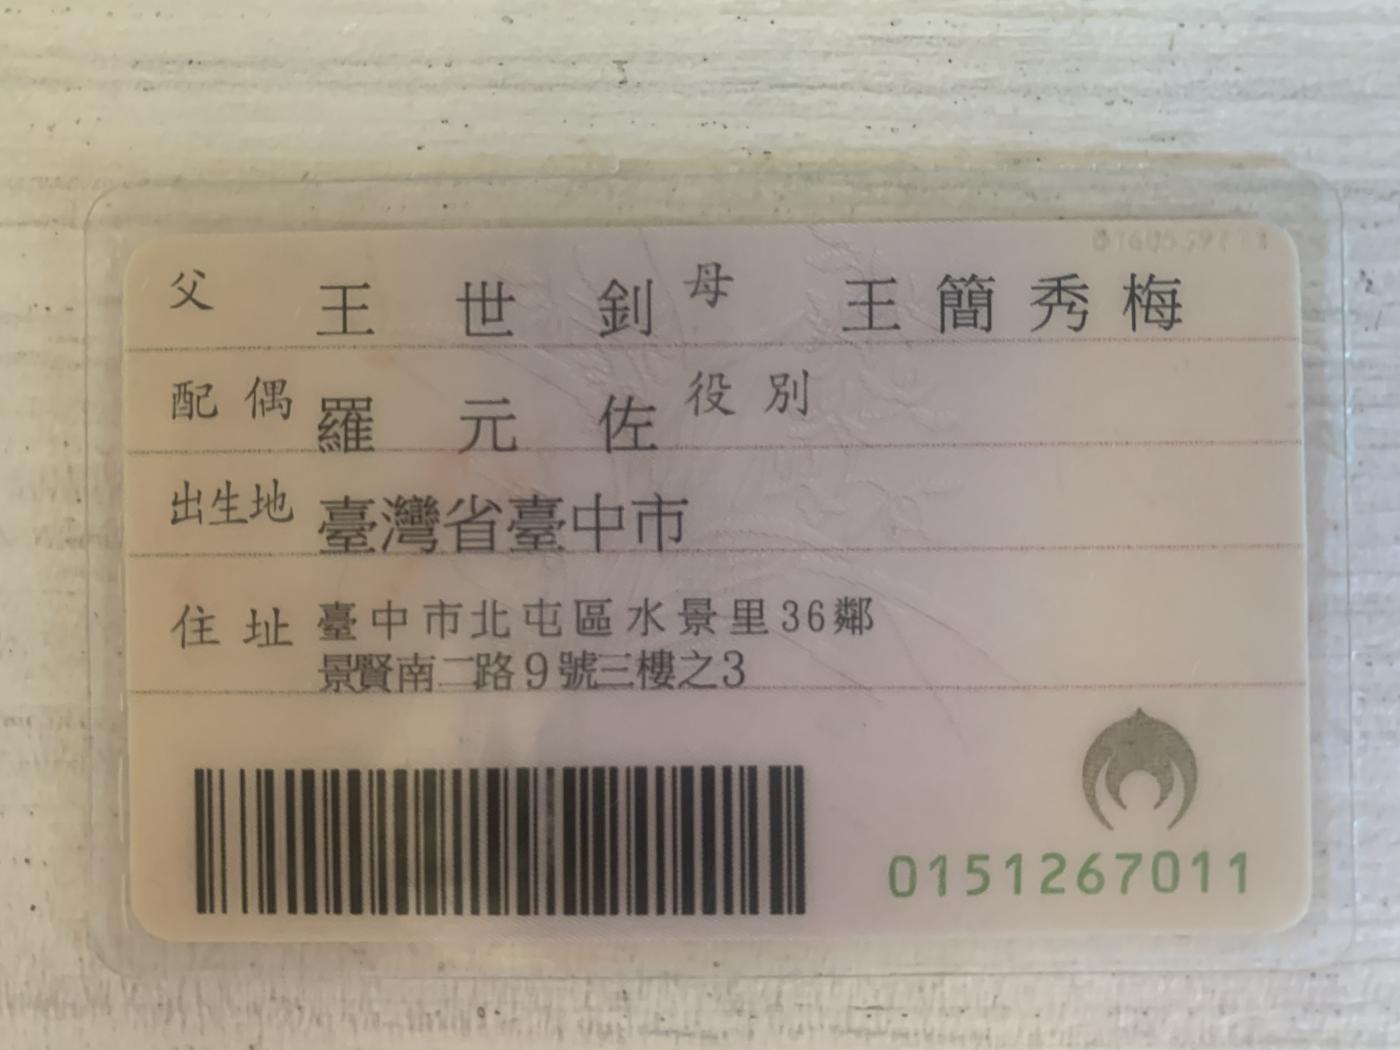 父 王世釗 母 王簡秀梅
配偶 羅元佐 役別
出生地 臺灣省臺中市
住址 臺中市北屯區水景里36鄰
景賢南二路9號三樓之3
0151267011